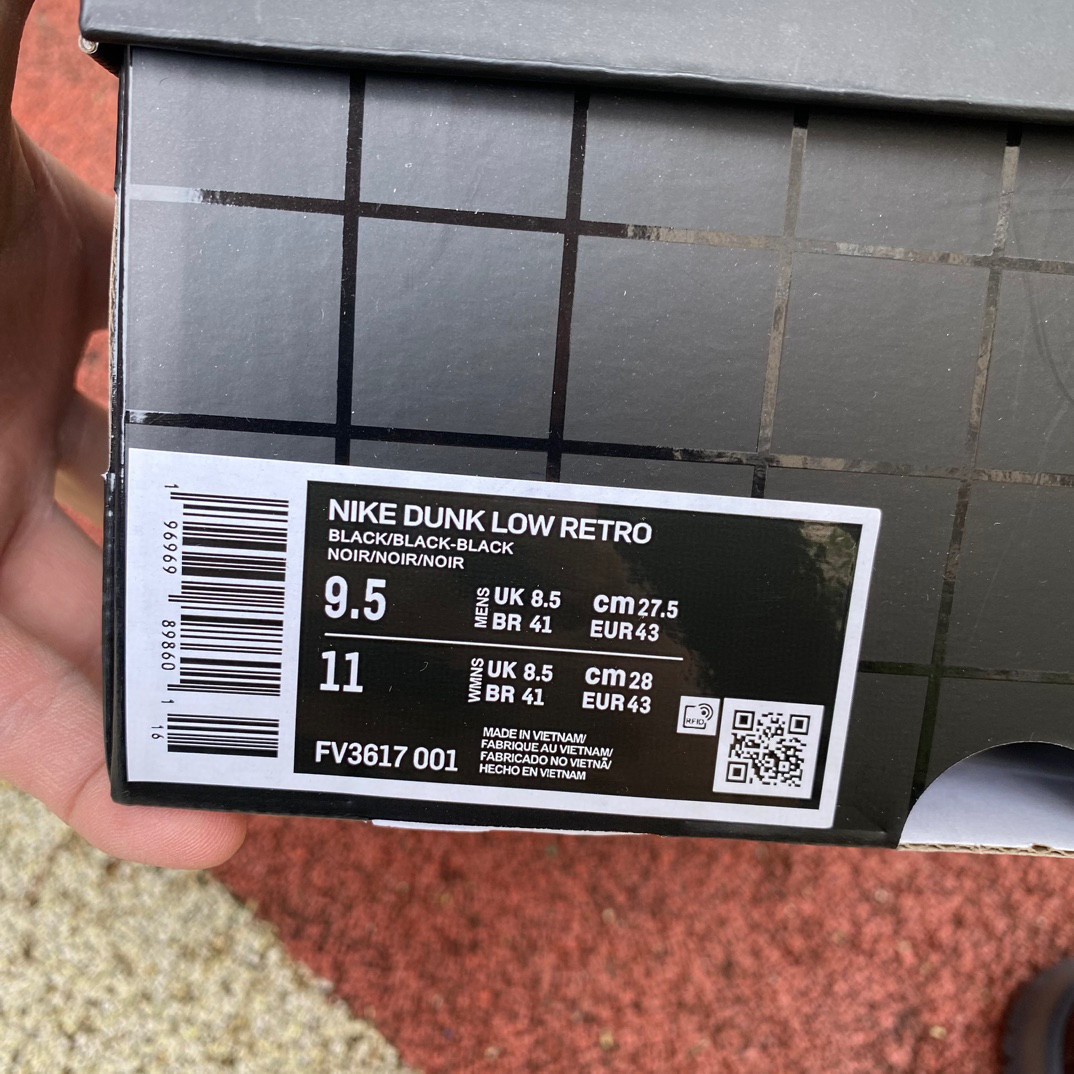 NIKE DUNK LOW RETRO
BLACK/BLACK-BLACK
NOIR/NOIR/NOIR
9.5
MENS
UK 8.5 cm 27.5
BR 41 EUR 43
11
WMNS
UK 8.5 cm 28
BR 41 EUR 43
FV3617 001
MADE IN VIETNAM/
FABRIQUE AU VIETNAM/
FABRICADO NO VIETNÃ/
HECHO EN VIETNAM
RFID
1 96969 89860 1
16